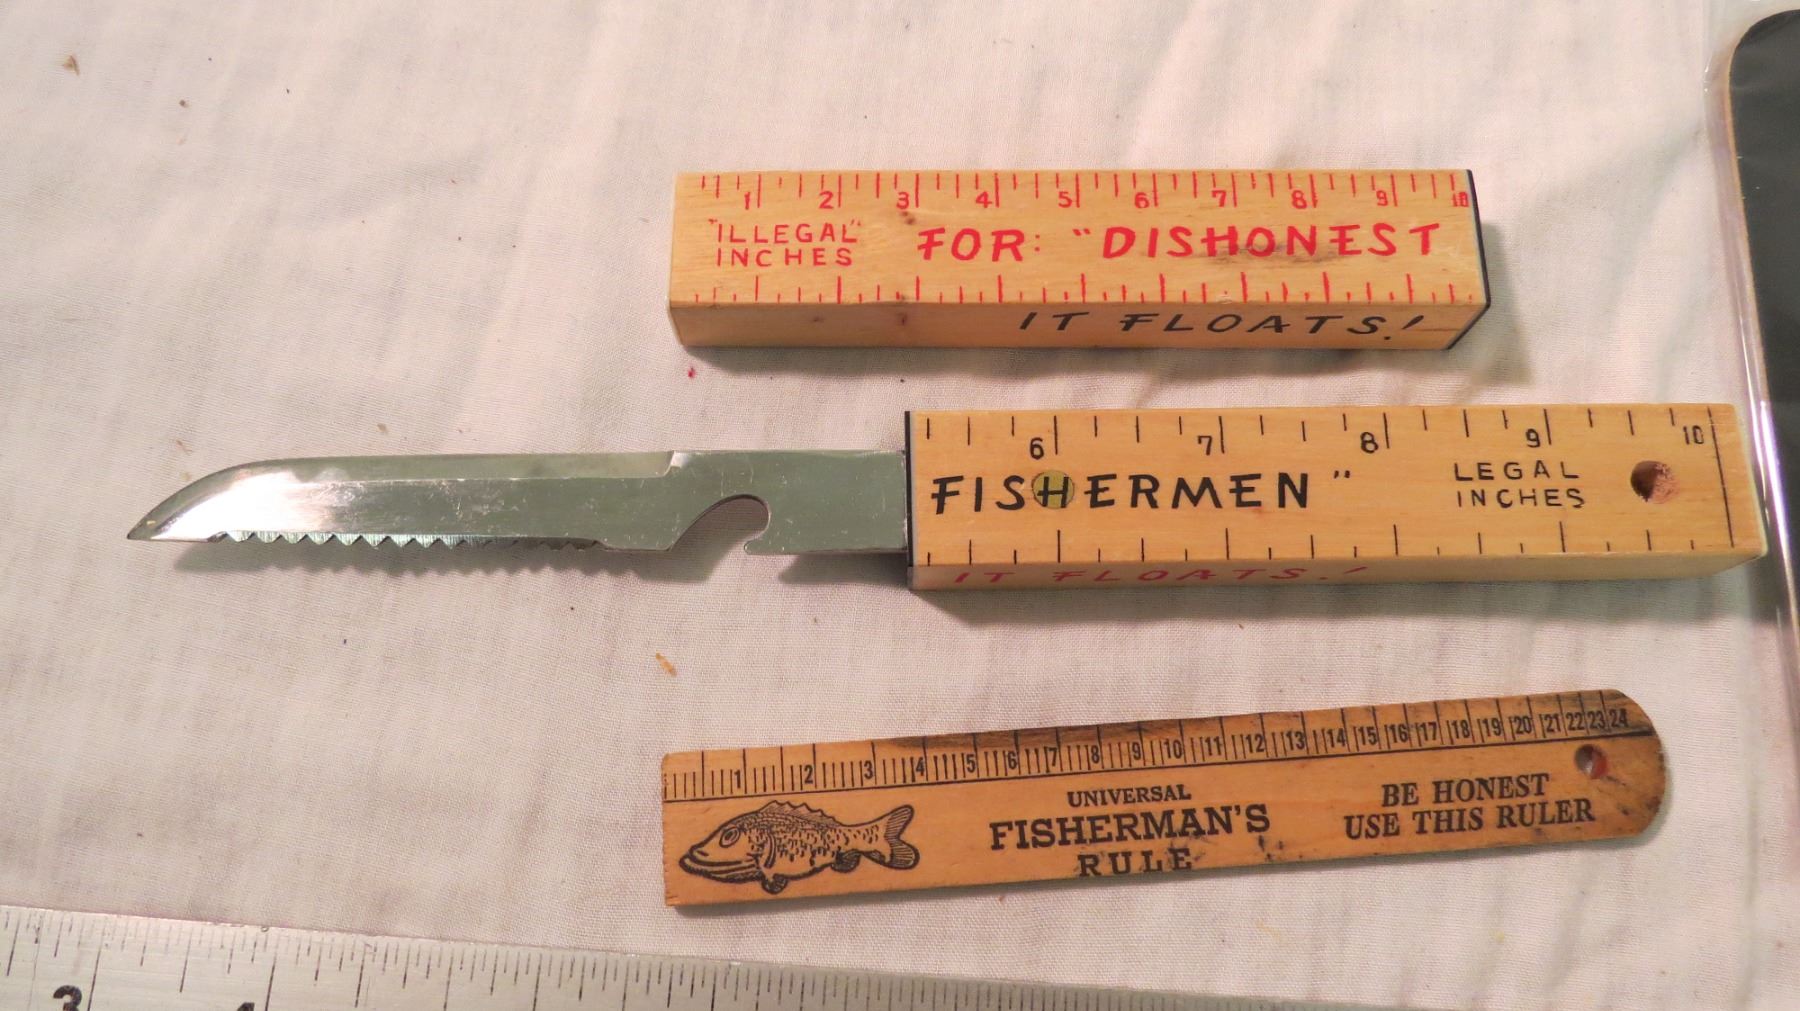 1 2 3 4 5 6 7 8 9 10
"ILLEGAL"
INCHES
FOR: "DISHONEST
IT FLOATS!
6 7 8 9 10
FISHERMEN"
LEGAL
INCHES
IT FLOATS!
1 2 3 4 5 6 7 8 9 10 11 12 13 14 15 16 17 18 19 20 21 22 23 24
UNIVERSAL
FISHERMAN'S
RULE
BE HONEST
USE THIS RULER
3 4